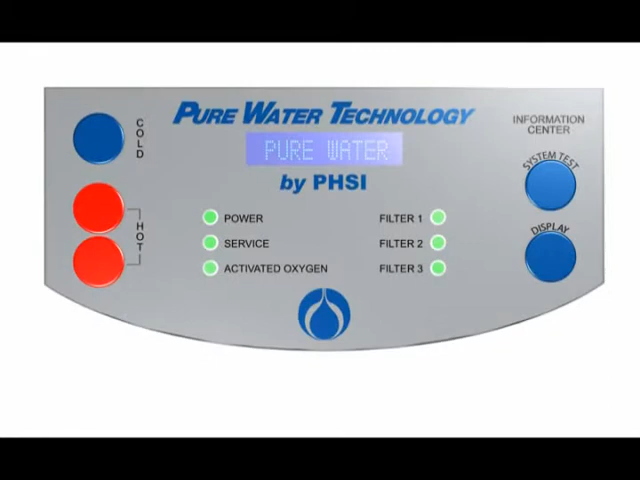 PURE WATER TECHNOLOGY
PURE WATER
by PHSI
COLD
HOT
POWER
SERVICE
ACTIVATED OXYGEN
FILTER 1
FILTER 2
FILTER 3
INFORMATION
CENTER
SYSTEM TEST
DISPLAY